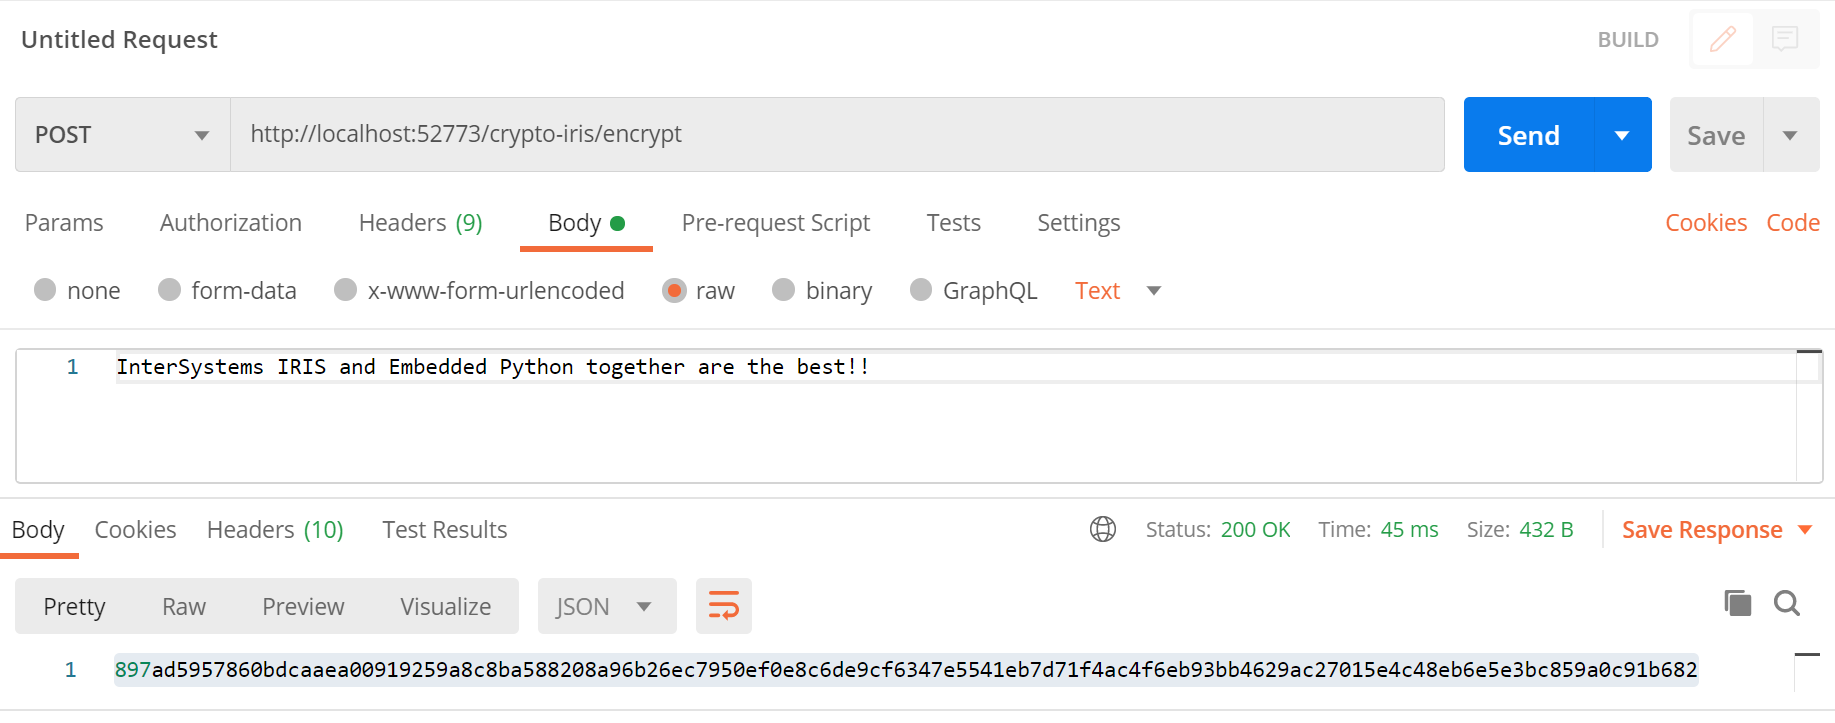 Untitled Request BUILD
POST http://localhost:52773/crypto-iris/encrypt Send Save
Params Authorization Headers (9) Body Pre-request Script Tests Settings Cookies Code
none form-data x-www-form-urlencoded raw binary GraphQL Text
1 InterSystems IRIS and Embedded Python together are the best!!
Body Cookies Headers (10) Test Results Status: 200 OK Time: 45 ms Size: 432 B Save Response
Pretty Raw Preview Visualize JSON
1 897ad5957860bdcaaea00919259a8c8ba588208a96b26ec7950ef0e8c6de9cf6347e5541eb7d71f4ac4f6eb93bb4629ac27015e4c48eb6e5e3bc859a0c91b682